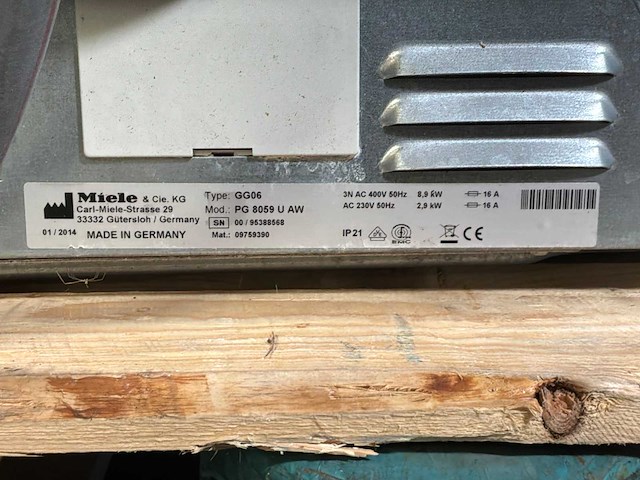 Miele & Cie. KG
Carl-Miele-Strasse 29
33332 Gütersloh / Germany
01 / 2014 MADE IN GERMANY
Type: GG06
Mod.: PG 8059 U AW
SN 00 / 95388568
Mat.: 09759390
3N AC 400V 50Hz 8,9 kW 16 A
AC 230V 50Hz 2,9 kW 16 A
IP21 EMC CE